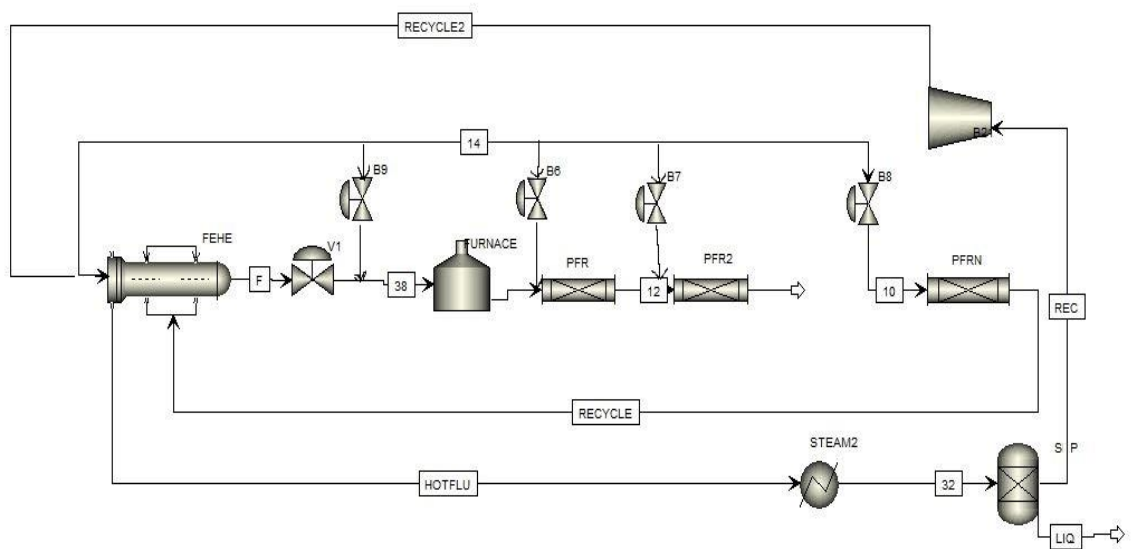 RECYCLE2
B2
14
B9
B6
B7
B8
FEHE
V1
FURNACE
PFR
PFR2
PFRN
F
38
12
10
REC
RECYCLE
STEAM2
HOTFLU
32
LIQ